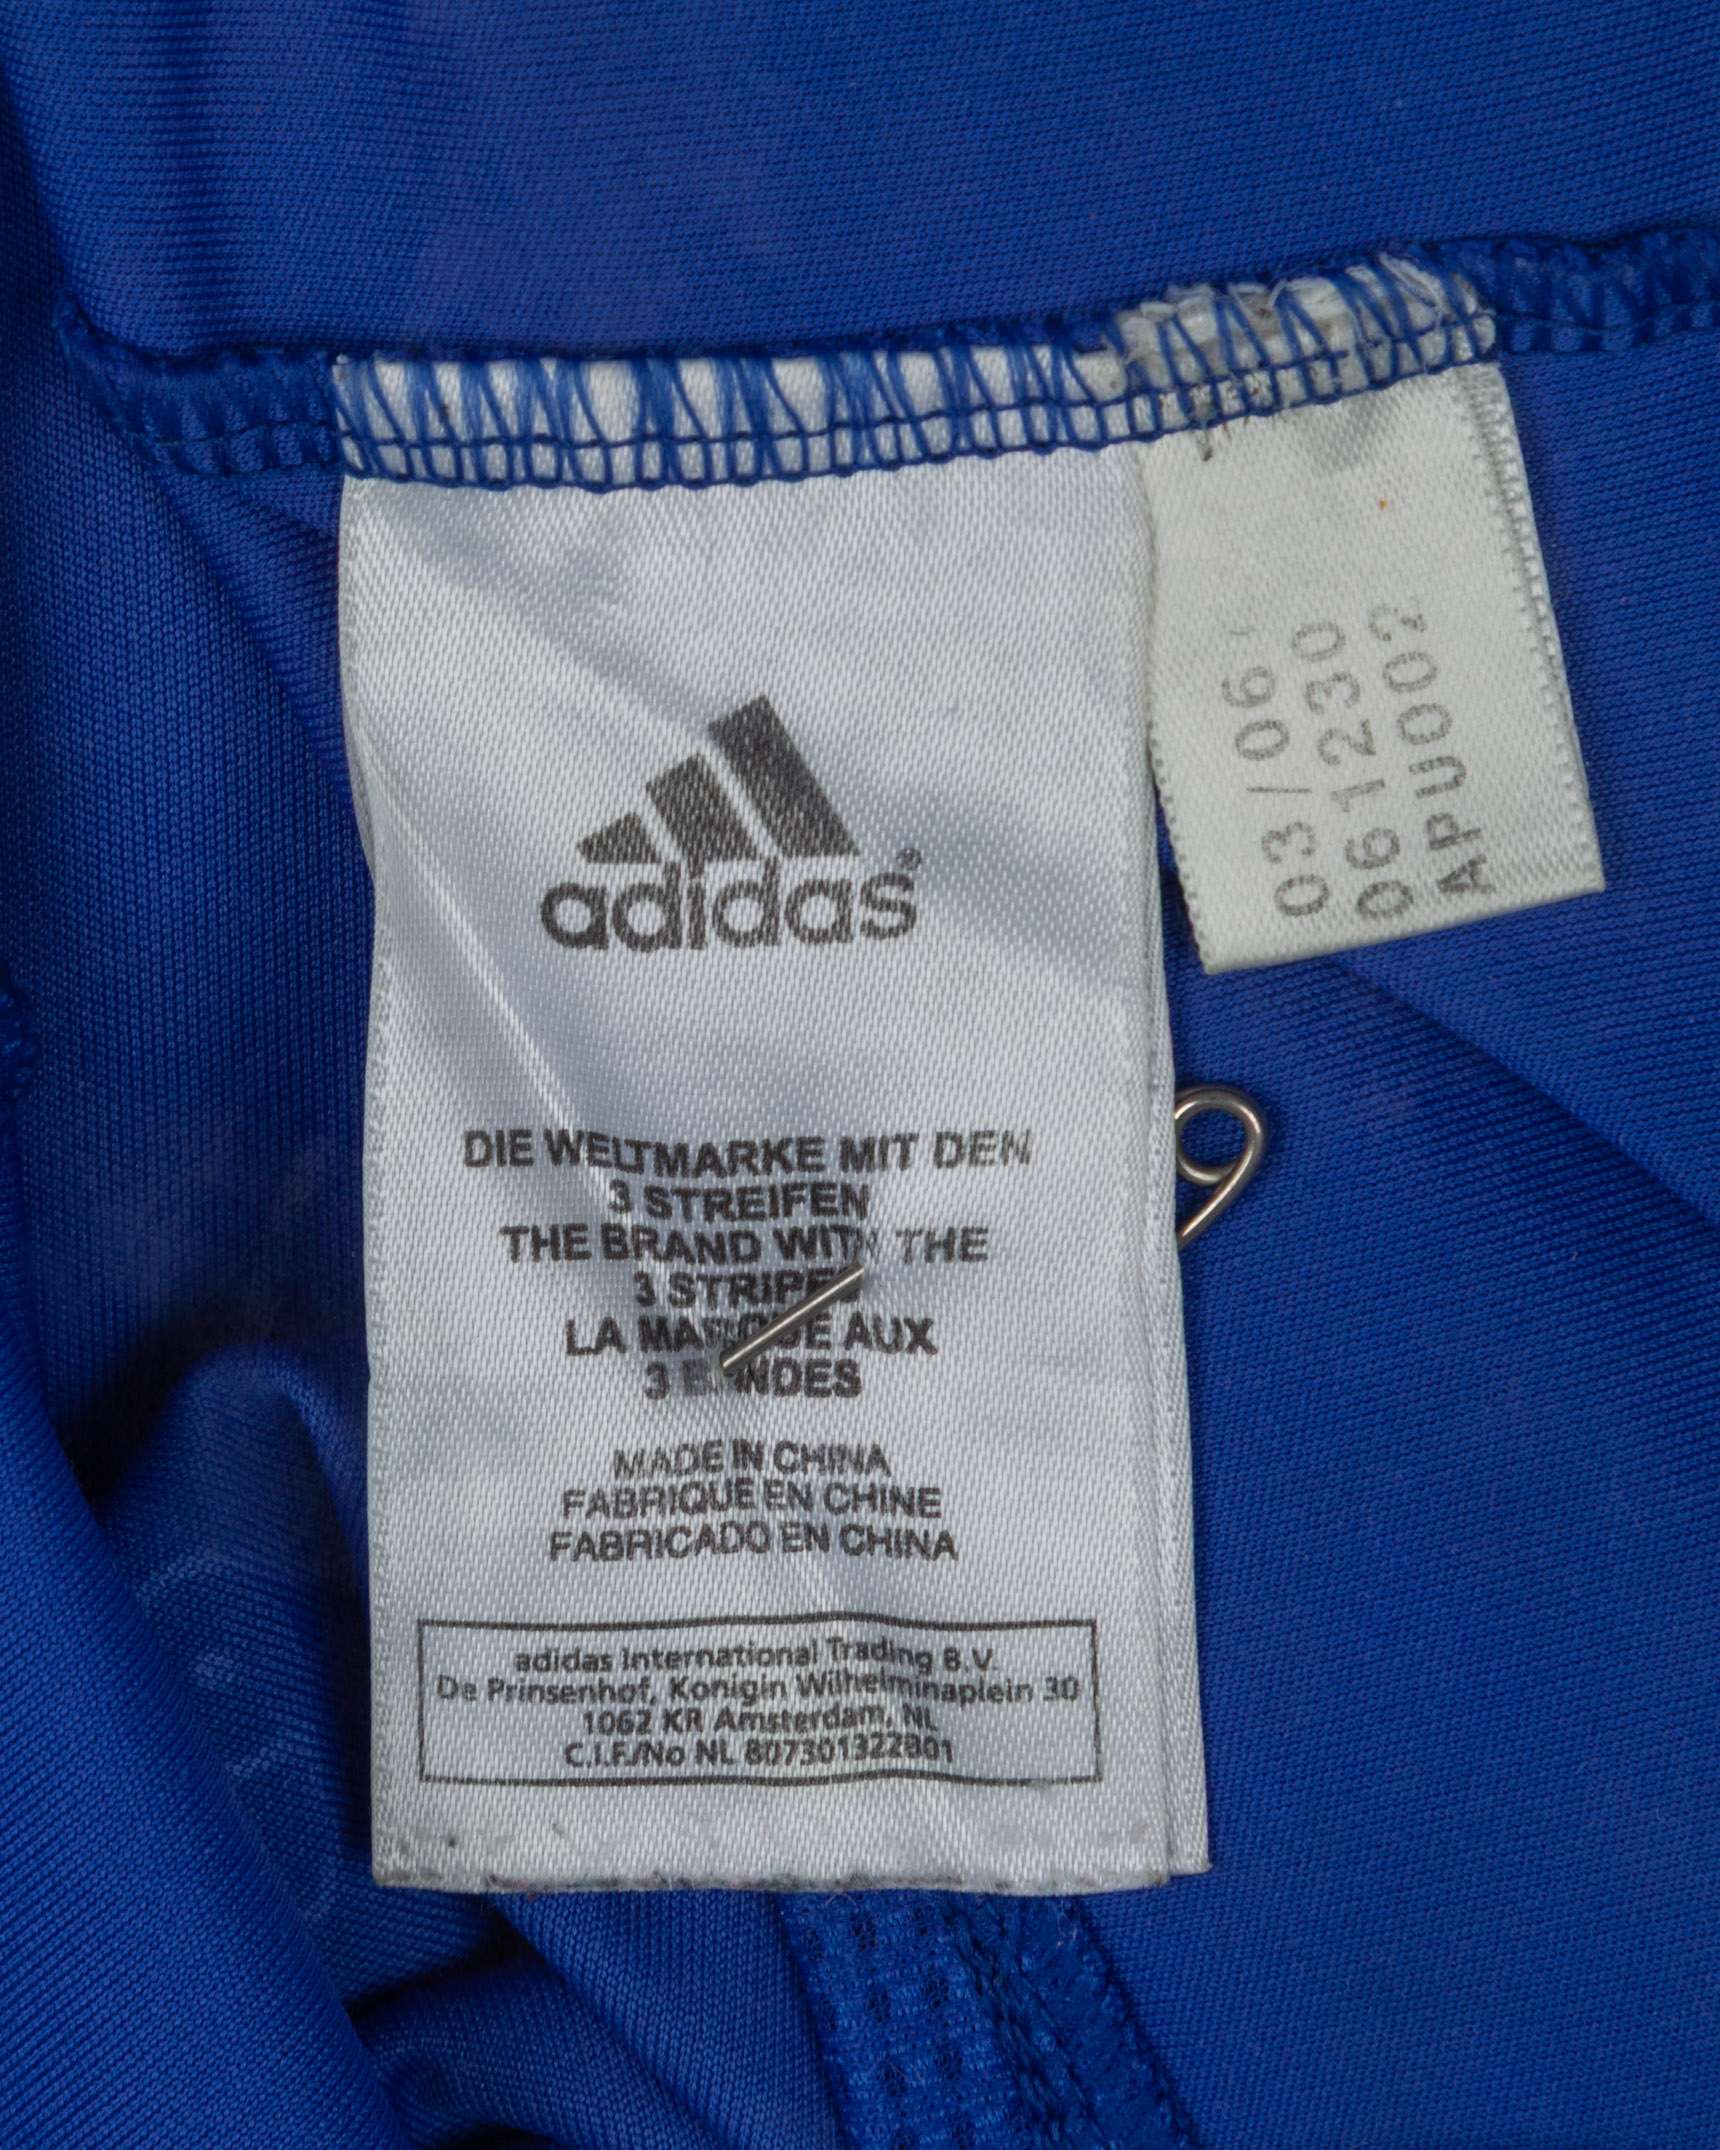 adidas®
DIE WELTMARKE MIT DEN
3 STREIFEN
THE BRAND WITH THE
3 STRIPES
LA MARQUE AUX
3 BANDES
MADE IN CHINA
FABRIQUE EN CHINE
FABRICADO EN CHINA
adidas International Trading B.V.
De Prinsenhof, Konigin Wilhelminaplein 30
1062 KR Amsterdam, NL
C.I.F./No NL 807301322B01
03/06
061230
APU002